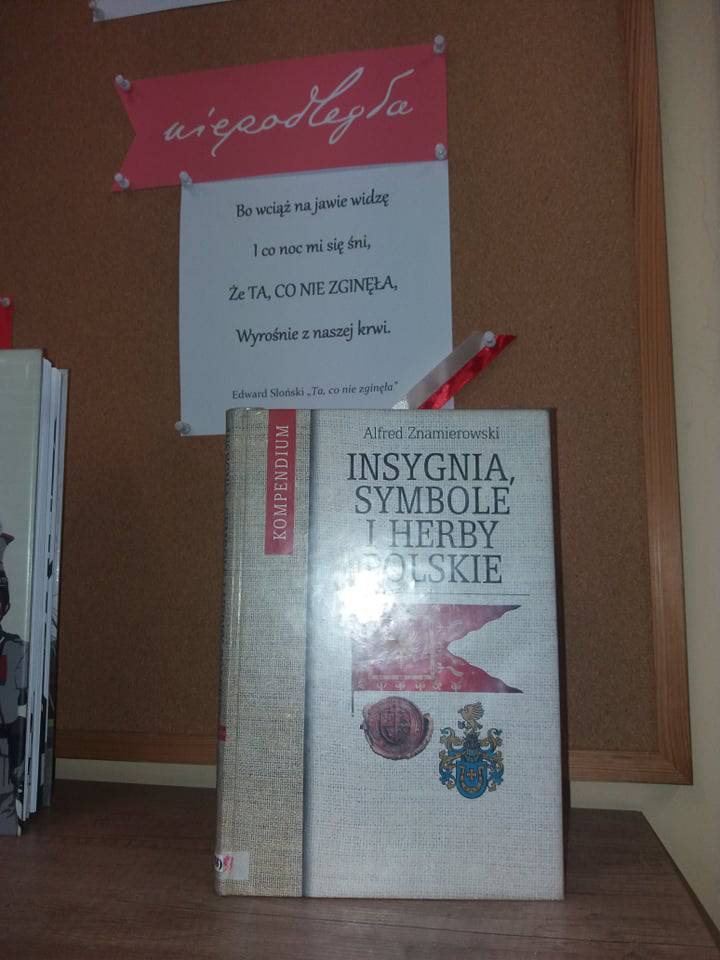 niepodległa
Bo wciąż na jawie widzę
I co noc mi się śni,
Że TA, CO NIE ZGINĘŁA,
Wyrośnie z naszej krwi.
Edward Słoński „Ta, co nie zginęła”
KOMPENDIUM
Alfred Znamierowski
INSYGNIA,
SYMBOLE
I HERBY
POLSKIE